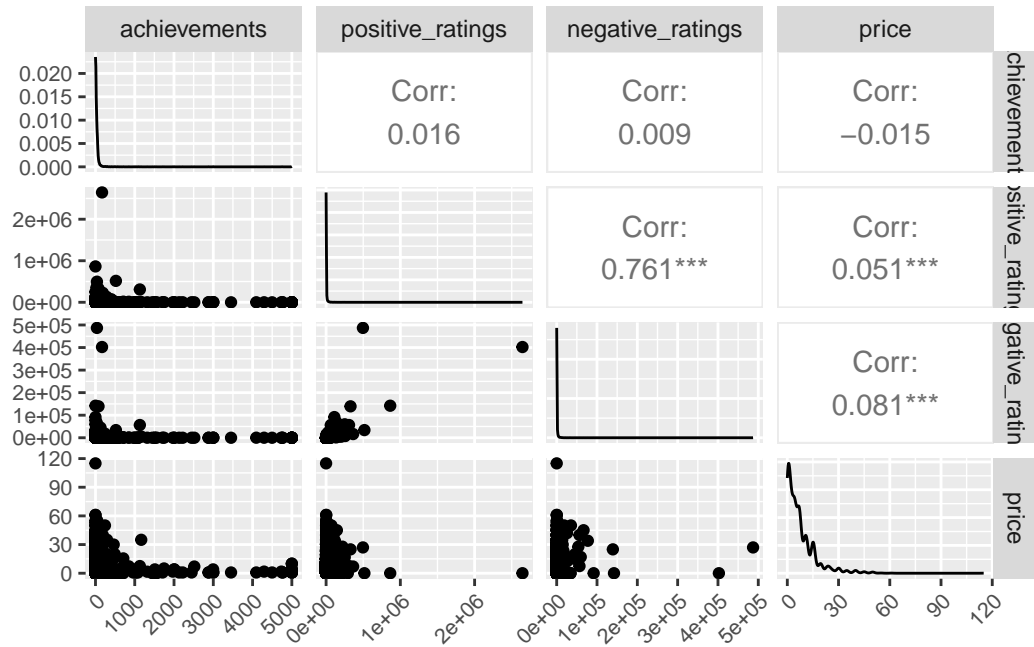 achievements positive_ratings negative_ratings price
0.020
0.015
0.010
0.005
0.000
Corr:
0.016
Corr:
0.009
Corr:
−0.015
chievement
2e+06
1e+06
0e+00
Corr:
0.761***
Corr:
0.051***
ositive_rating
5e+05
4e+05
3e+05
2e+05
1e+05
0e+00
Corr:
0.081***
gative_ratin
120
90
60
30
0
price
0 1000 2000 3000 4000 5000
0e+00 1e+06 2e+06
0e+00 1e+05 2e+05 3e+05 4e+05 5e+05
0 30 60 90 120